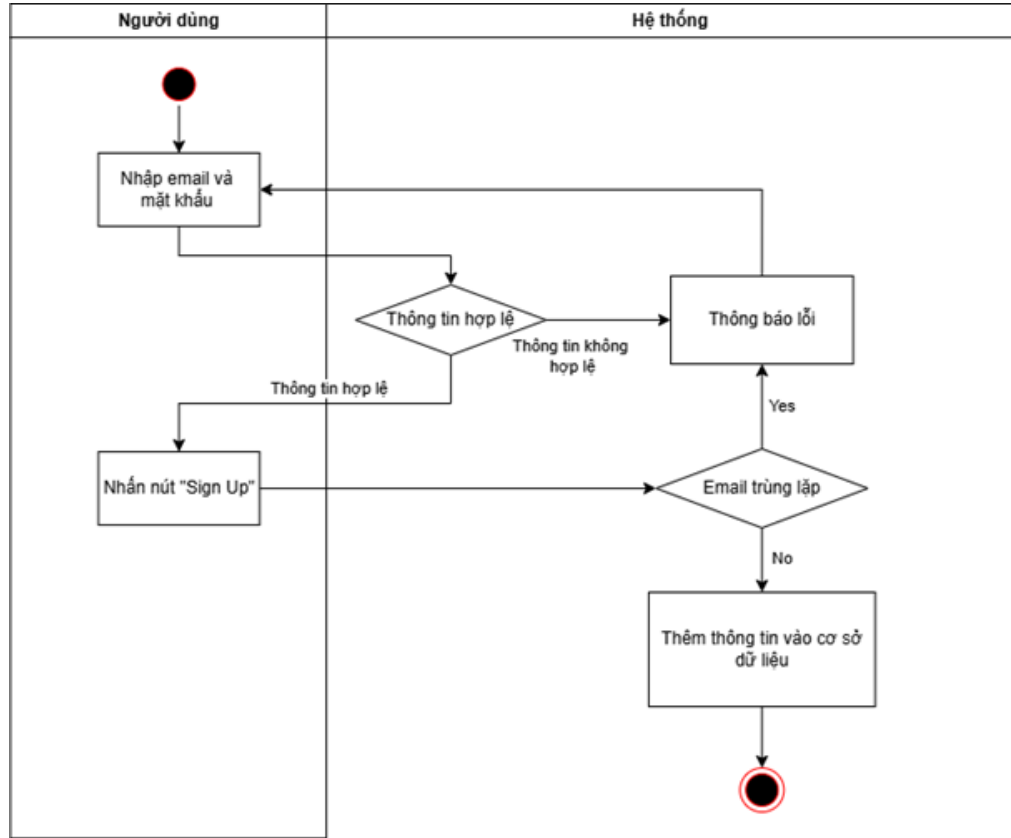 Người dùng
Hệ thống
Nhập email và
mặt khẩu
Thông tin hợp lệ
Thông báo lỗi
Thông tin không
hợp lệ
Thông tin hợp lệ
Yes
Nhấn nút "Sign Up"
Email trùng lặp
No
Thêm thông tin vào cơ sở
dữ liệu